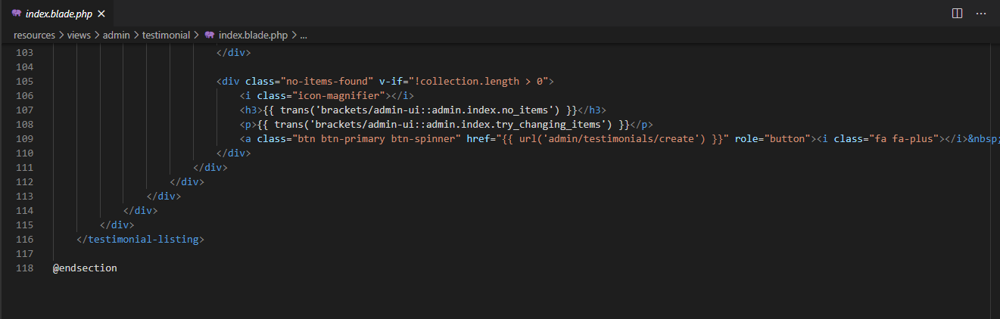 index.blade.php ×
resources > views > admin > testimonial > index.blade.php > ...
103 </div>
104
105 <div class="no-items-found" v-if="!collection.length > 0">
106 <i class="icon-magnifier"></i>
107 <h3>{{ trans('brackets/admin-ui::admin.index.no_items') }}</h3>
108 <p>{{ trans('brackets/admin-ui::admin.index.try_changing_items') }}</p>
109 <a class="btn btn-primary btn-spinner" href="{{ url('admin/testimonials/create') }}" role="button"><i class="fa fa-plus"></i>&nbsp;
110 </div>
111 </div>
112 </div>
113 </div>
114 </div>
115 </div>
116 </testimonial-listing>
117
118 @endsection